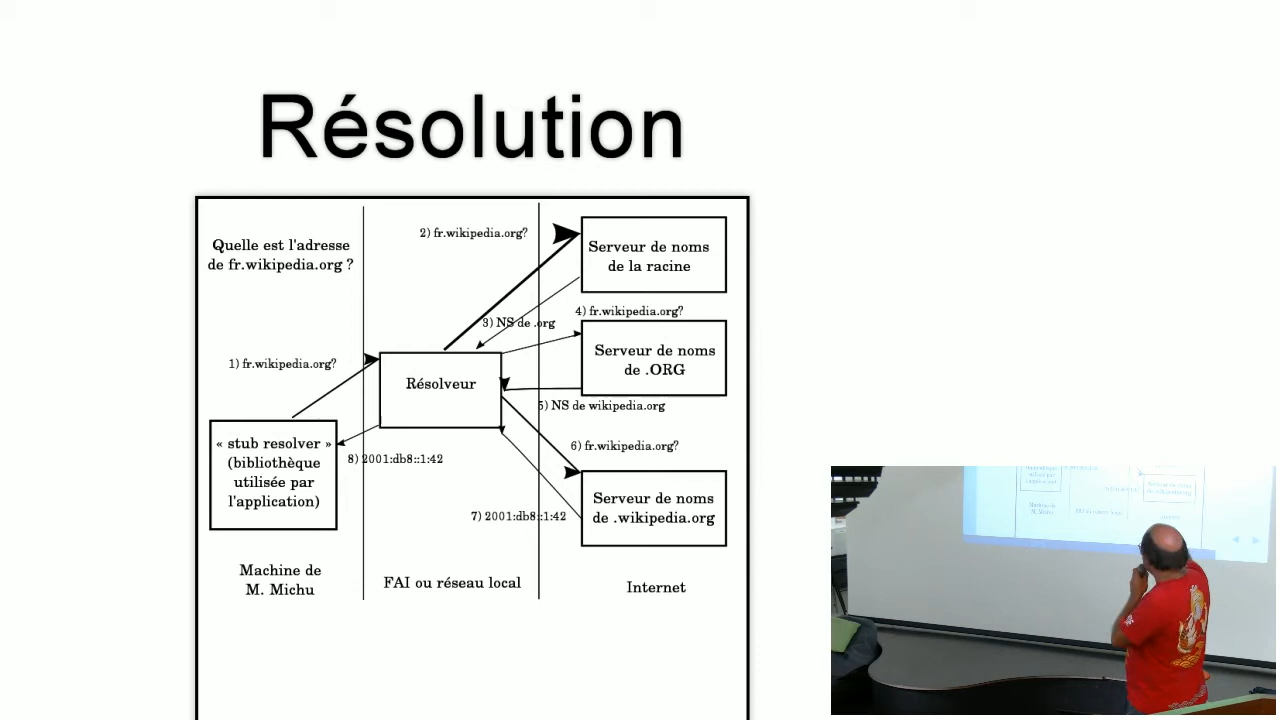 Résolution
Quelle est l'adresse
de fr.wikipedia.org ?
2) fr.wikipedia.org?
Serveur de noms
de la racine
3) NS de .org
4) fr.wikipedia.org?
Serveur de noms
de .ORG
1) fr.wikipedia.org?
Résolveur
5) NS de wikipedia.org
« stub resolver »
(bibliothèque
utilisée par
l'application)
8) 2001:db8::1:42
6) fr.wikipedia.org?
Serveur de noms
de .wikipedia.org
7) 2001:db8::1:42
Machine de
M. Michu
FAI ou réseau local
Internet
Machine de
M. Michu